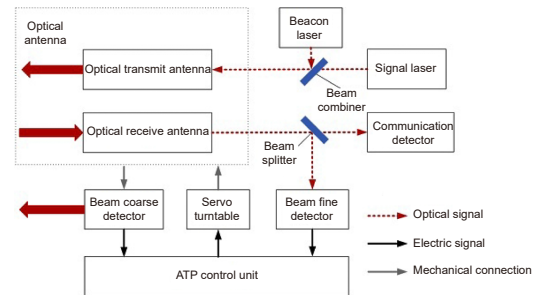 Optical
antenna
Beacon
laser
Optical transmit antenna
Signal laser
Beam
combiner
Optical receive antenna
Communication
detector
Beam
splitter
Beam coarse
detector
Servo
turntable
Beam fine
detector
Optical signal
Electric signal
Mechanical connection
ATP control unit